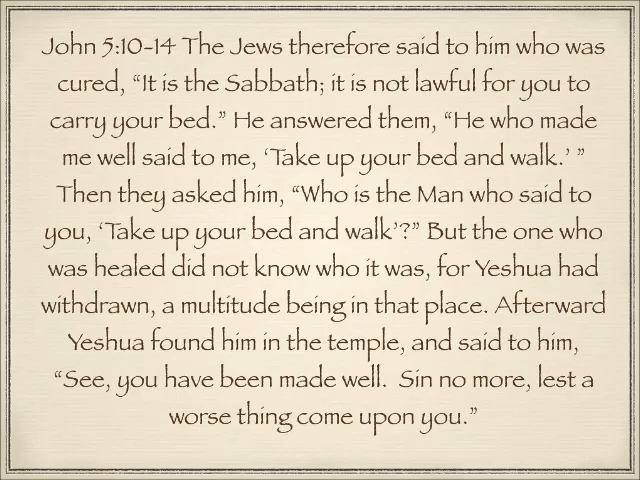 John 5:10-14 The Jews therefore said to him who was
cured, “It is the Sabbath; it is not lawful for you to
carry your bed.” He answered them, “He who made
me well said to me, ‘Take up your bed and walk.’ ”
Then they asked him, “Who is the Man who said to
you, ‘Take up your bed and walk’?” But the one who
was healed did not know who it was, for Yeshua had
withdrawn, a multitude being in that place. Afterward
Yeshua found him in the temple, and said to him,
“See, you have been made well.  Sin no more, lest a
worse thing come upon you.”